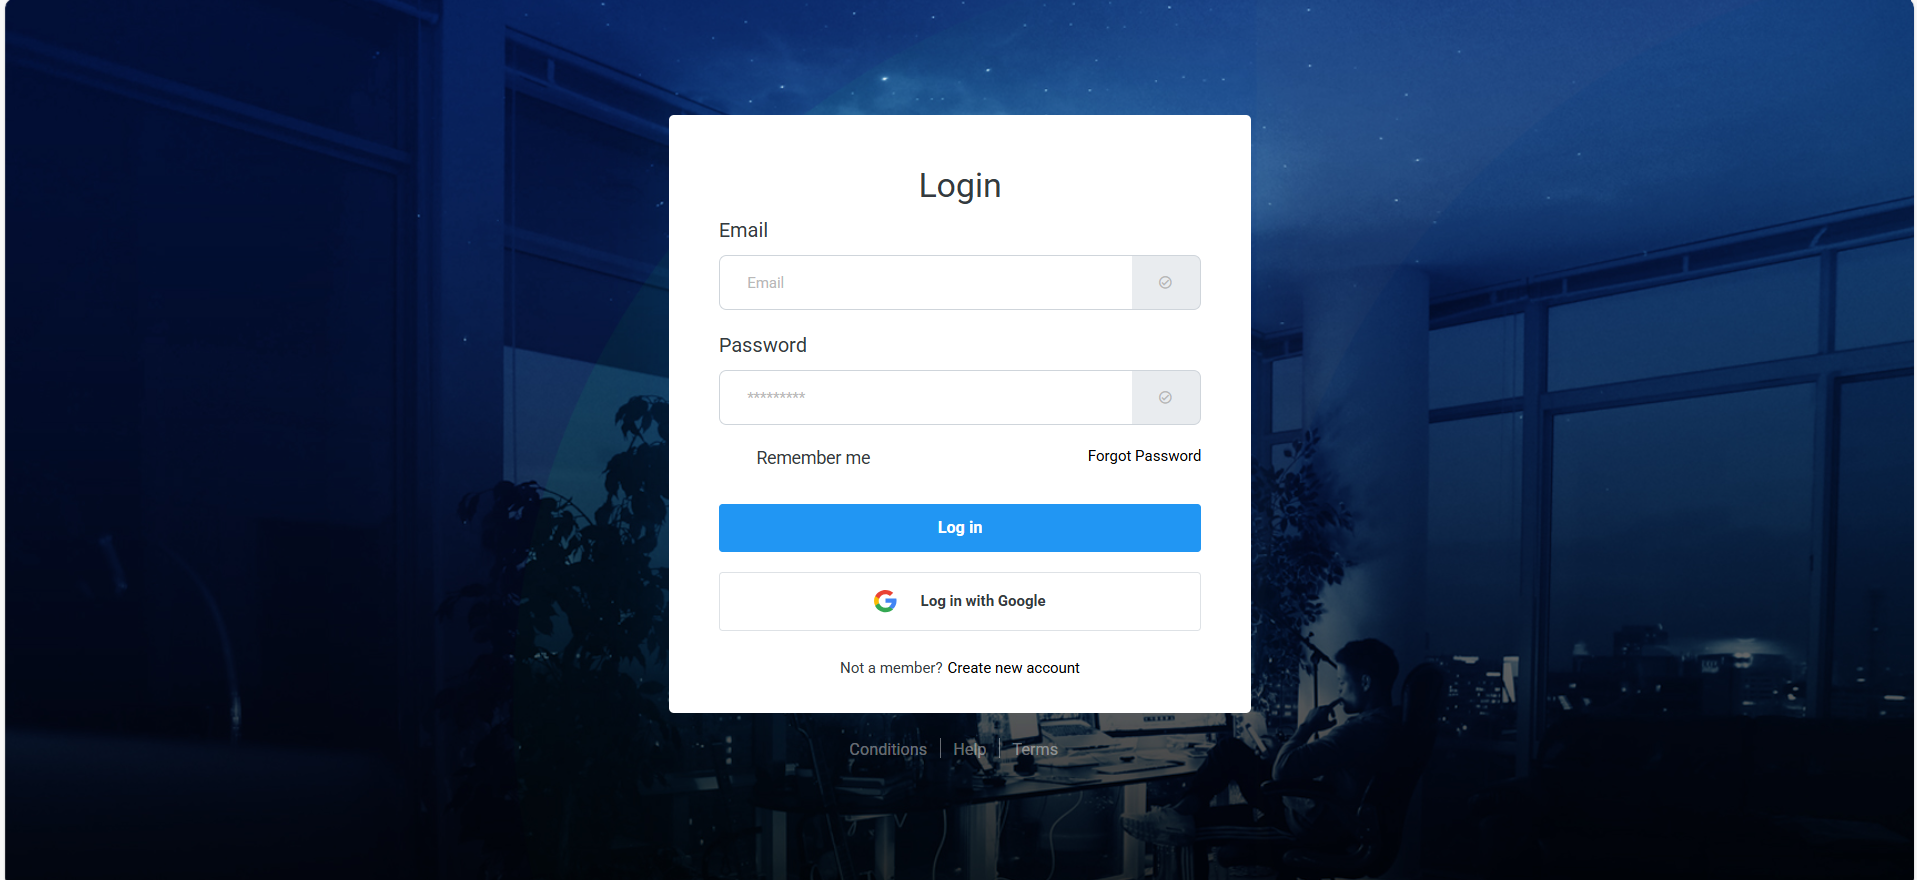 Login
Email
Email
Password
*********
Remember me
Forgot Password
Log in
Log in with Google
Not a member? Create new account
Conditions
Help
Terms